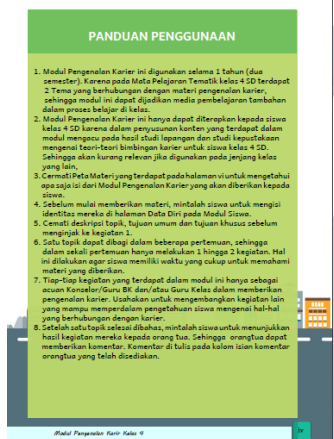 PANDUAN PENGGUNAAN
1. Modul Pengenalan Karier ini digunakan selama 1 tahun (dua
semester). Karena pada Mata Pelajaran Tematik kelas 4 SD terdapat
2 Tema yang berhubungan dengan materi pengenalan karier,
sehingga modul ini dapat dijadikan media pembelajaran tambahan
dalam proses belajar di kelas.
2. Modul Pengenalan Karier ini hanya dapat diterapkan kepada siswa
kelas 4 SD karena dalam penyusunan konten yang terdapat dalam
modul mengacu pada hasil studi lapangan dan studi kepustakaan
mengenai teori-teori bimbingan karier untuk siswa kelas 4 SD.
Sehingga akan kurang relevan jika digunakan pada jenjang kelas
yang lain,
3. Cermati Peta Materi yang terdapat pada halaman vi untuk mengetahui
apa saja isi dari Modul Pengenalan Karier yang akan diberikan kepada
siswa.
4. Sebelum mulai memberikan materi, mintalah siswa untuk mengisi
identitas mereka di halaman Data Diri pada Modul Siswa.
5. Cemati deskripsi topik, tujuan umum dan tujuan khusus sebelum
menginjak ke kegiatan 1.
6. Satu topik dapat dibagi dalam beberapa pertemuan, sehingga
dalam sekali pertemuan hanya melakukan 1 hingga 2 kegiatan. Hal
ini dilakukan agar siswa memiliki waktu yang cukup untuk memahami
materi yang diberikan.
7. Tiap-tiap kegiatan yang terdapat dalam modul ini hanya sebagai
acuan Konselor/Guru BK dan/atau Guru Kelas dalam memberikan
pengenalan karier. Usahakan untuk mengembangkan kegiatan lain
yang mampu memperdalam pengetahuan siswa mengenai hal-hal
yang berhubungan dengan karier.
8. Setelah satu topik selesai dibahas, mintalah siswa untuk menunjukkan
hasil kegiatan mereka kepada orang tua. Sehingga orangtua dapat
memberikan komentar. Komentar di tulis pada kolom isian komentar
orangtua yang telah disediakan.
Modul Pengenalan Karir Kelas 4